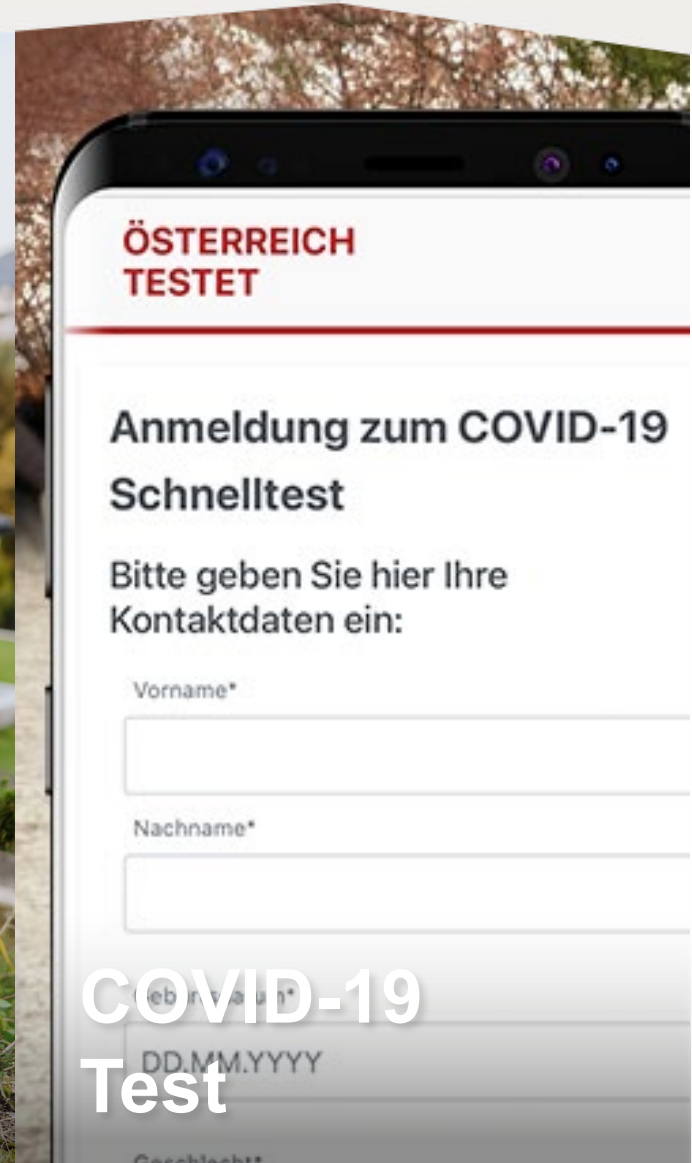 ÖSTERREICH
TESTET
Anmeldung zum COVID-19
Schnelltest
Bitte geben Sie hier Ihre
Kontaktdaten ein:
Vorname*
Nachname*
COVID-19
DD.MM.YYYY
Test